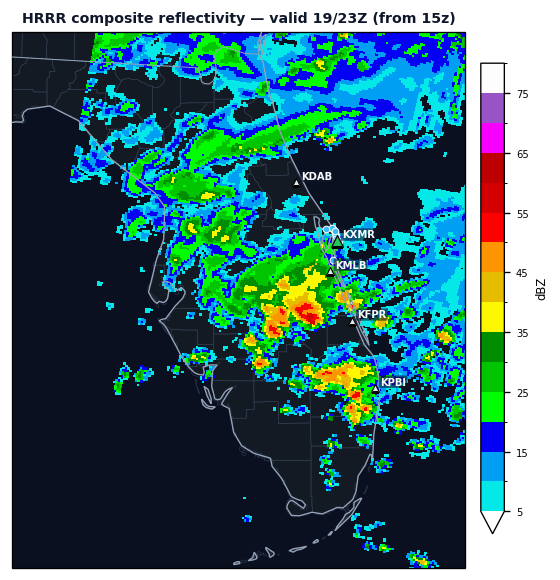 HRRR composite reflectivity — valid 19/23Z (from 15z)
KDAB
KXMR
KMLB
KFPR
KPBI
75
65
55
45
35
25
15
5
dBZ